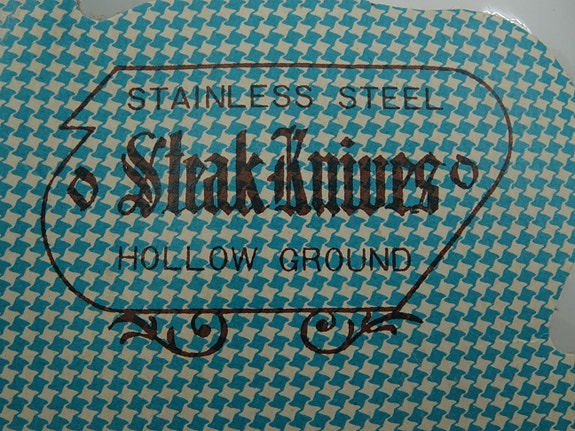 STAINLESS STEEL
Steak Knives
HOLLOW GROUND